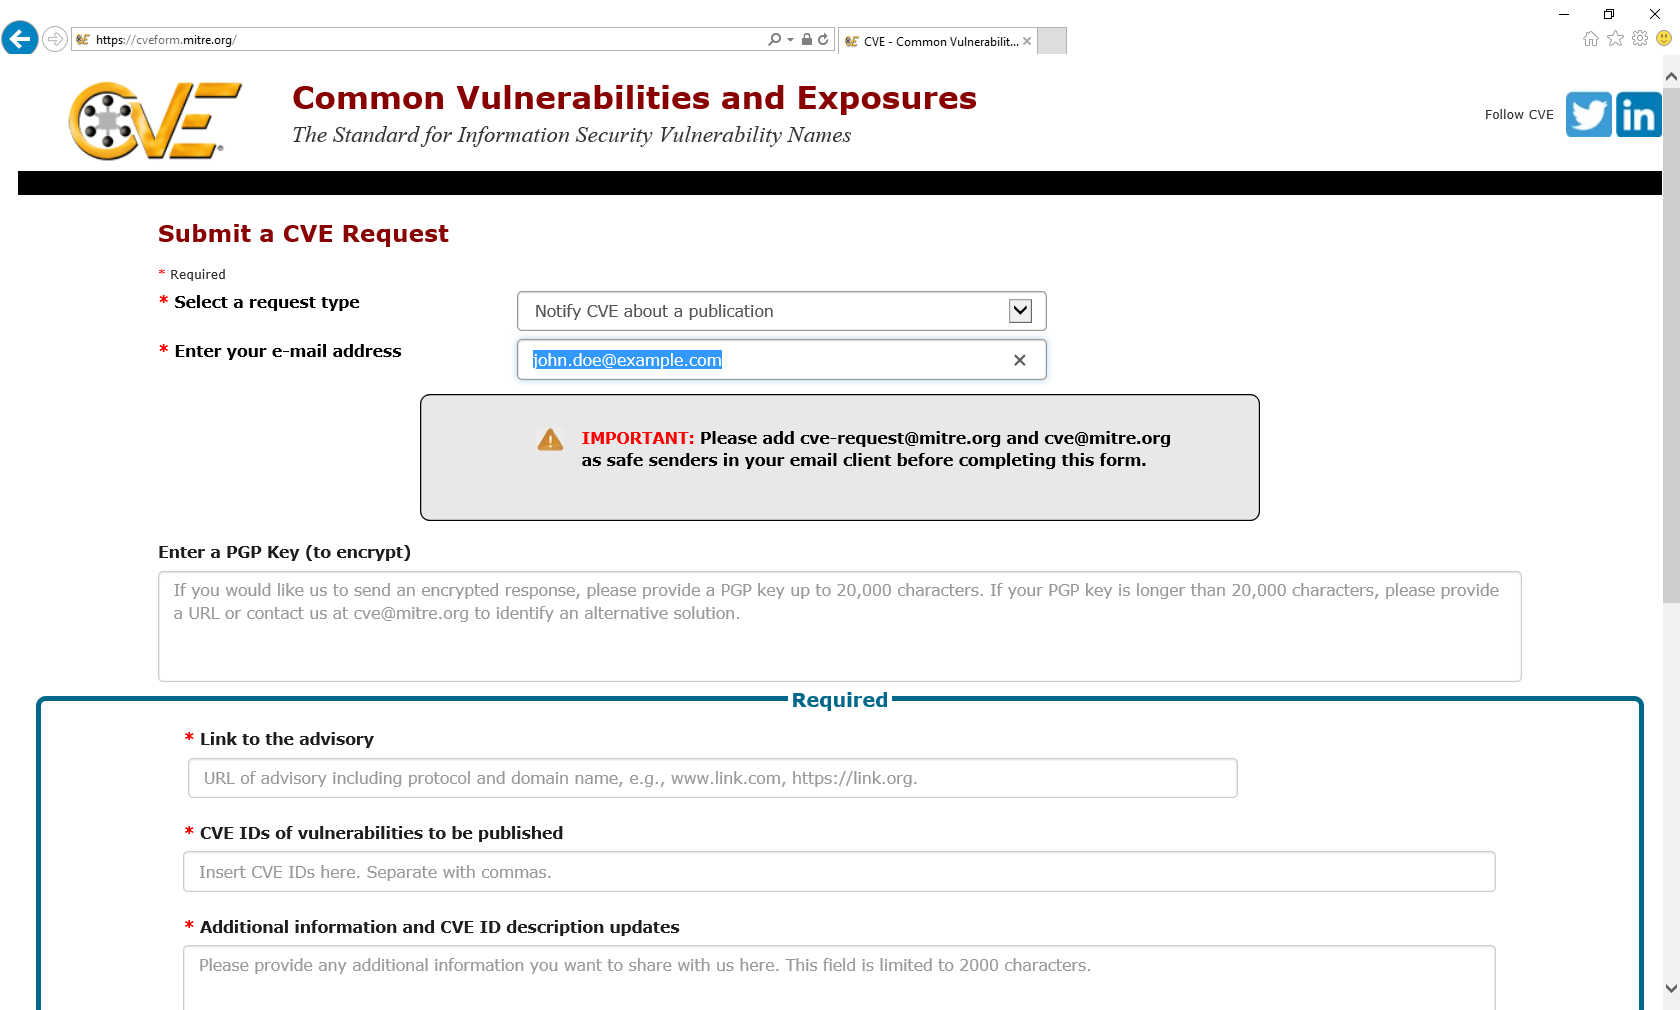 https://cveform.mitre.org/
CVE - Common Vulnerabilit...
CVE
Common Vulnerabilities and Exposures
The Standard for Information Security Vulnerability Names
Follow CVE
in
Submit a CVE Request
* Required
* Select a request type
Notify CVE about a publication
* Enter your e-mail address
john.doe@example.com
IMPORTANT: Please add cve-request@mitre.org and cve@mitre.org
as safe senders in your email client before completing this form.
Enter a PGP Key (to encrypt)
If you would like us to send an encrypted response, please provide a PGP key up to 20,000 characters. If your PGP key is longer than 20,000 characters, please provide
a URL or contact us at cve@mitre.org to identify an alternative solution.
Required
* Link to the advisory
URL of advisory including protocol and domain name, e.g., www.link.com, https://link.org.
* CVE IDs of vulnerabilities to be published
Insert CVE IDs here. Separate with commas.
* Additional information and CVE ID description updates
Please provide any additional information you want to share with us here. This field is limited to 2000 characters.